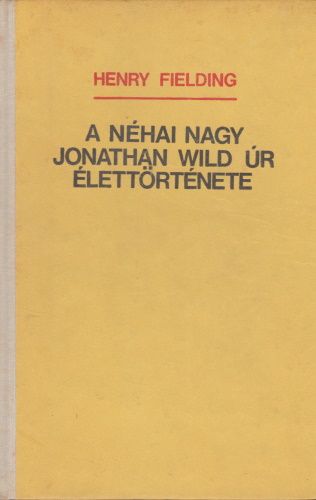 HENRY FIELDING
A NÉHAI NAGY
JONATHAN WILD ÚR
ÉLETTÖRTÉNETE